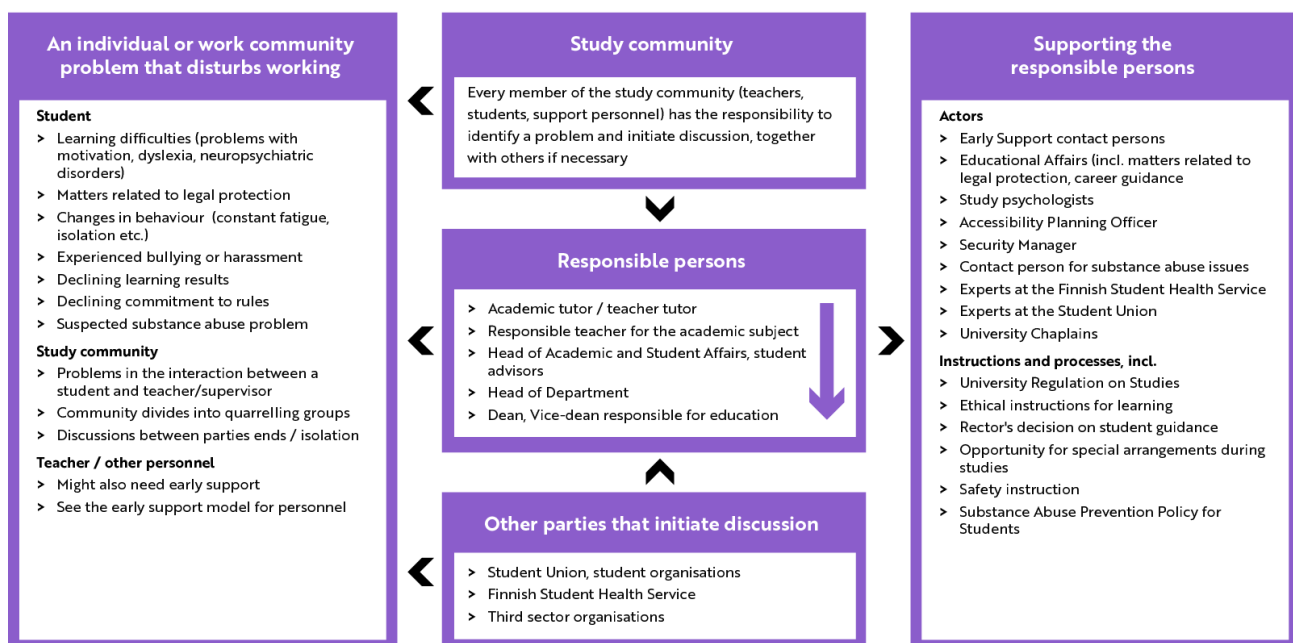 An individual or work community
problem that disturbs working
Student
> Learning difficulties (problems with
motivation, dyslexia, neuropsychiatric
disorders)
> Matters related to legal protection
> Changes in behaviour (constant fatigue,
isolation etc.)
> Experienced bullying or harassment
> Declining learning results
> Declining commitment to rules
> Suspected substance abuse problem
Study community
> Problems in the interaction between a
student and teacher/supervisor
> Community divides into quarrelling groups
> Discussions between parties ends / isolation
Teacher / other personnel
> Might also need early support
> See the early support model for personnel
Study community
Every member of the study community (teachers,
students, support personnel) has the responsibility to
identify a problem and initiate discussion, together
with others if necessary
Responsible persons
> Academic tutor / teacher tutor
> Responsible teacher for the academic subject
> Head of Academic and Student Affairs, student
advisors
> Head of Department
> Dean, Vice-dean responsible for education
Other parties that initiate discussion
> Student Union, student organisations
> Finnish Student Health Service
> Third sector organisations
Supporting the
responsible persons
Actors
> Early Support contact persons
> Educational Affairs (incl. matters related to
legal protection, career guidance
> Study psychologists
> Accessibility Planning Officer
> Security Manager
> Contact person for substance abuse issues
> Experts at the Finnish Student Health Service
> Experts at the Student Union
> University Chaplains
Instructions and processes, incl.
> University Regulation on Studies
> Ethical instructions for learning
> Rector's decision on student guidance
> Opportunity for special arrangements during
studies
> Safety instruction
> Substance Abuse Prevention Policy for
Students